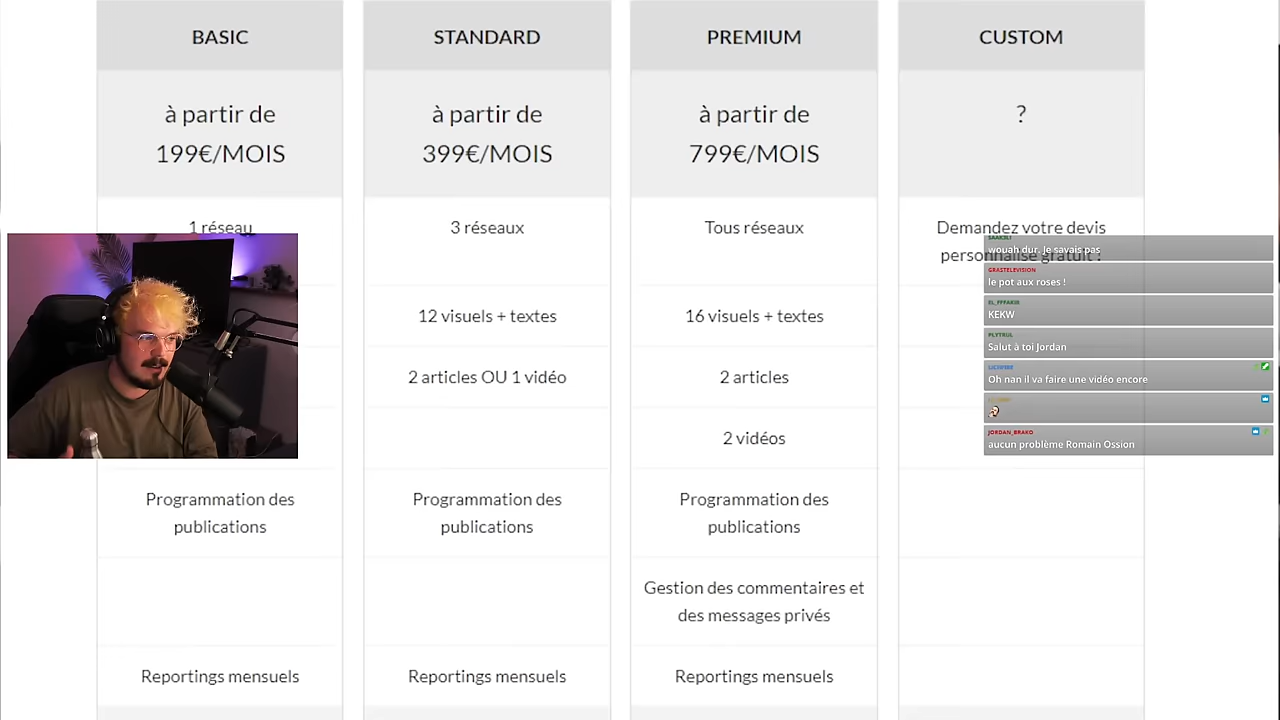 BASIC
à partir de
199€/MOIS
1 réseau
Programmation des
publications
Reportings mensuels
STANDARD
à partir de
399€/MOIS
3 réseaux
12 visuels + textes
2 articles OU 1 vidéo
Programmation des
publications
Reportings mensuels
PREMIUM
à partir de
799€/MOIS
Tous réseaux
16 visuels + textes
2 articles
2 vidéos
Programmation des
publications
Gestion des commentaires et
des messages privés
Reportings mensuels
CUSTOM
?
Demandez votre devis
personnalisé gratuit !
wouah dur. Je savais pas
GRASTELEVISION
le pot aux roses !
KEKW
PLYTRUL
Salut à toi Jordan
Oh nan il va faire une vidéo encore
JORDAN_BRAKO
aucun problème Romain Ossion